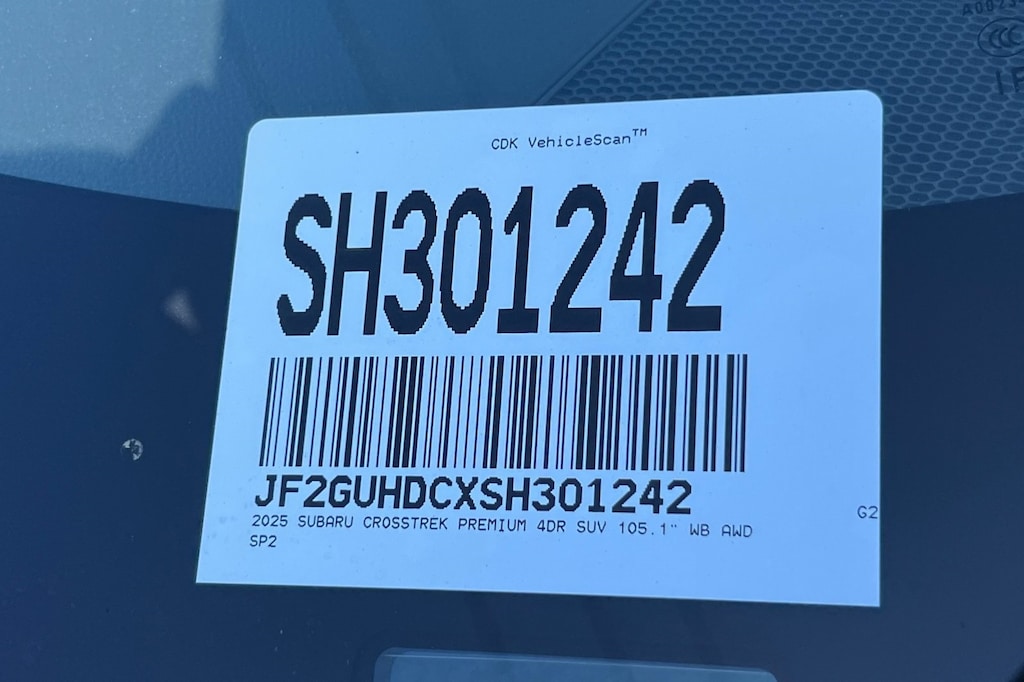 CDK VehicleScan™
SH301242
JF2GUHDCXSH301242
2025 SUBARU CROSSTREK PREMIUM 4DR SUV 105.1" WB AWD
SP2
G2